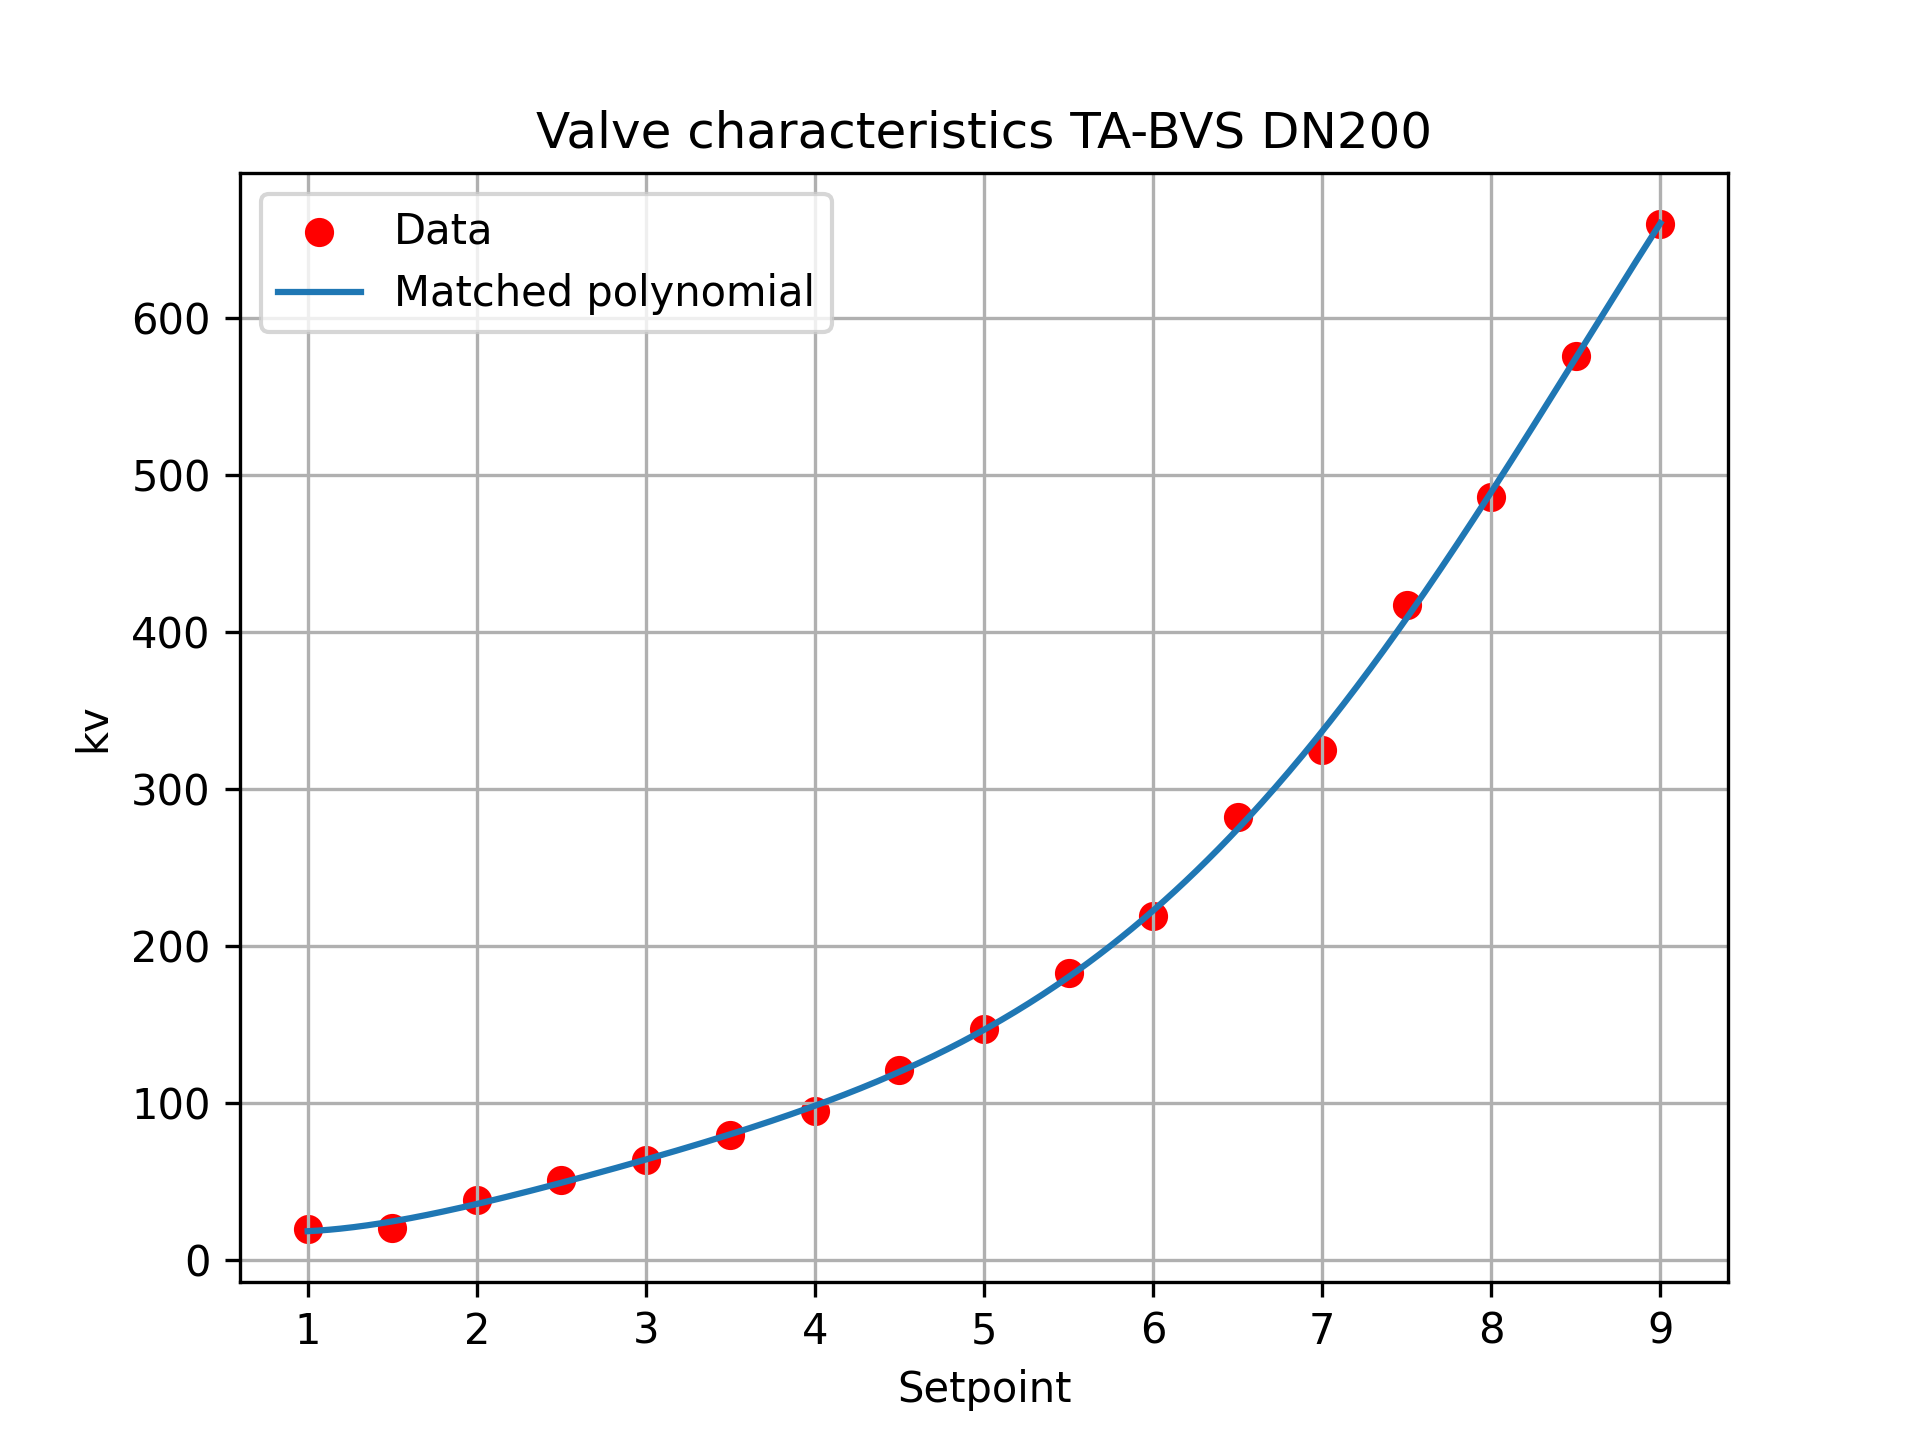 Valve characteristics TA-BVS DN200
Data
Matched polynomial
600
500
400
300
200
100
0
kv
1 2 3 4 5 6 7 8 9
Setpoint